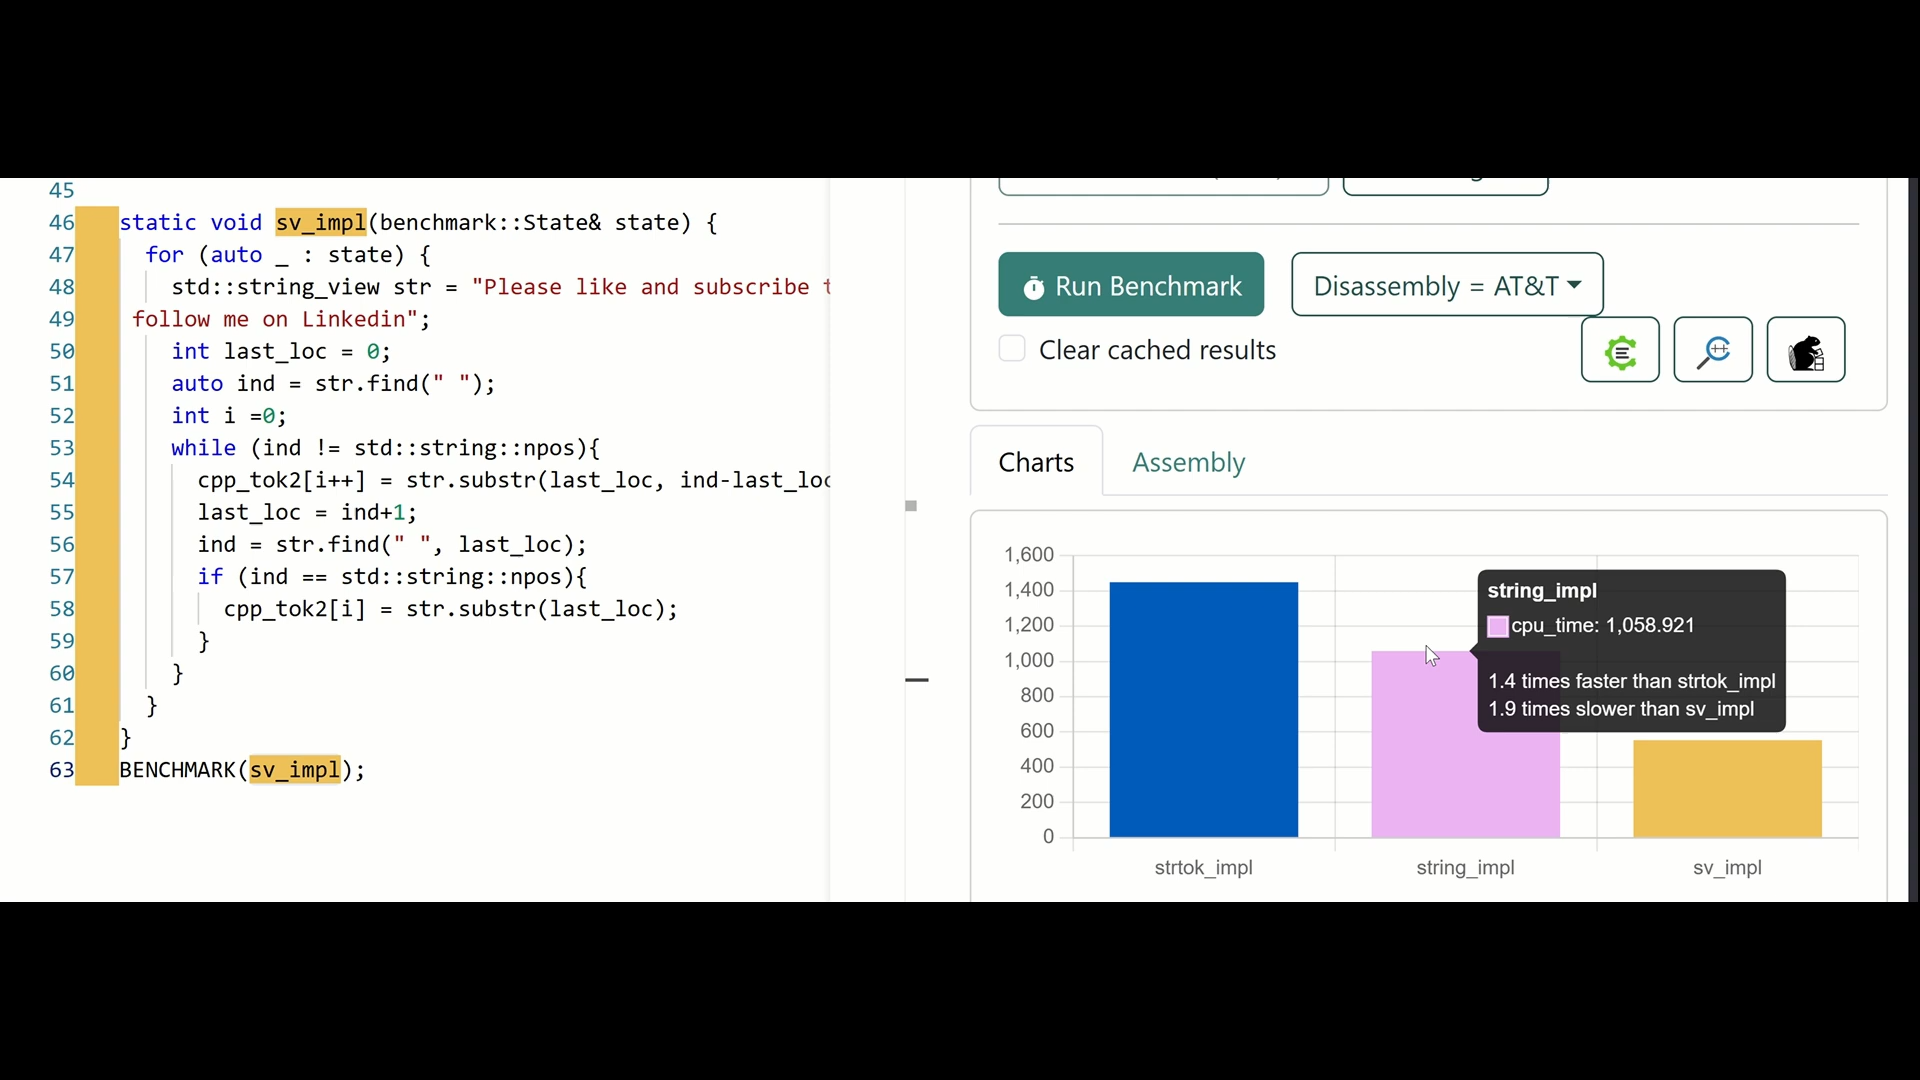 45
46 static void sv_impl(benchmark::State& state) {
47 for (auto _ : state) {
48 std::string_view str = "Please like and subscribe
49 follow me on Linkedin";
50 int last_loc = 0;
51 auto ind = str.find(" ");
52 int i =0;
53 while (ind != std::string::npos){
54 cpp_tok2[i++] = str.substr(last_loc, ind-last_loc
55 last_loc = ind+1;
56 ind = str.find(" ", last_loc);
57 if (ind == std::string::npos){
58 cpp_tok2[i] = str.substr(last_loc);
59 }
60 }
61 }
62 }
63 BENCHMARK(sv_impl);
Run Benchmark
Disassembly = AT&T
Clear cached results
Charts
Assembly
1,600
1,400
1,200
1,000
800
600
400
200
0
string_impl
cpu_time: 1,058.921
1.4 times faster than strtok_impl
1.9 times slower than sv_impl
strtok_impl
string_impl
sv_impl